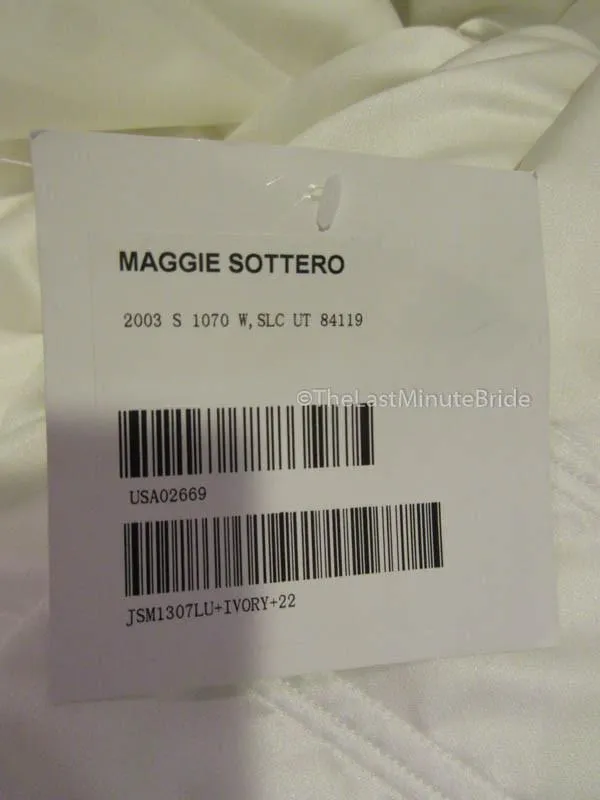 MAGGIE SOTTERO
2003 S 1070 W, SLC UT 84119
©TheLastMinuteBride
USA02669
JSM1307LU+IVORY+22